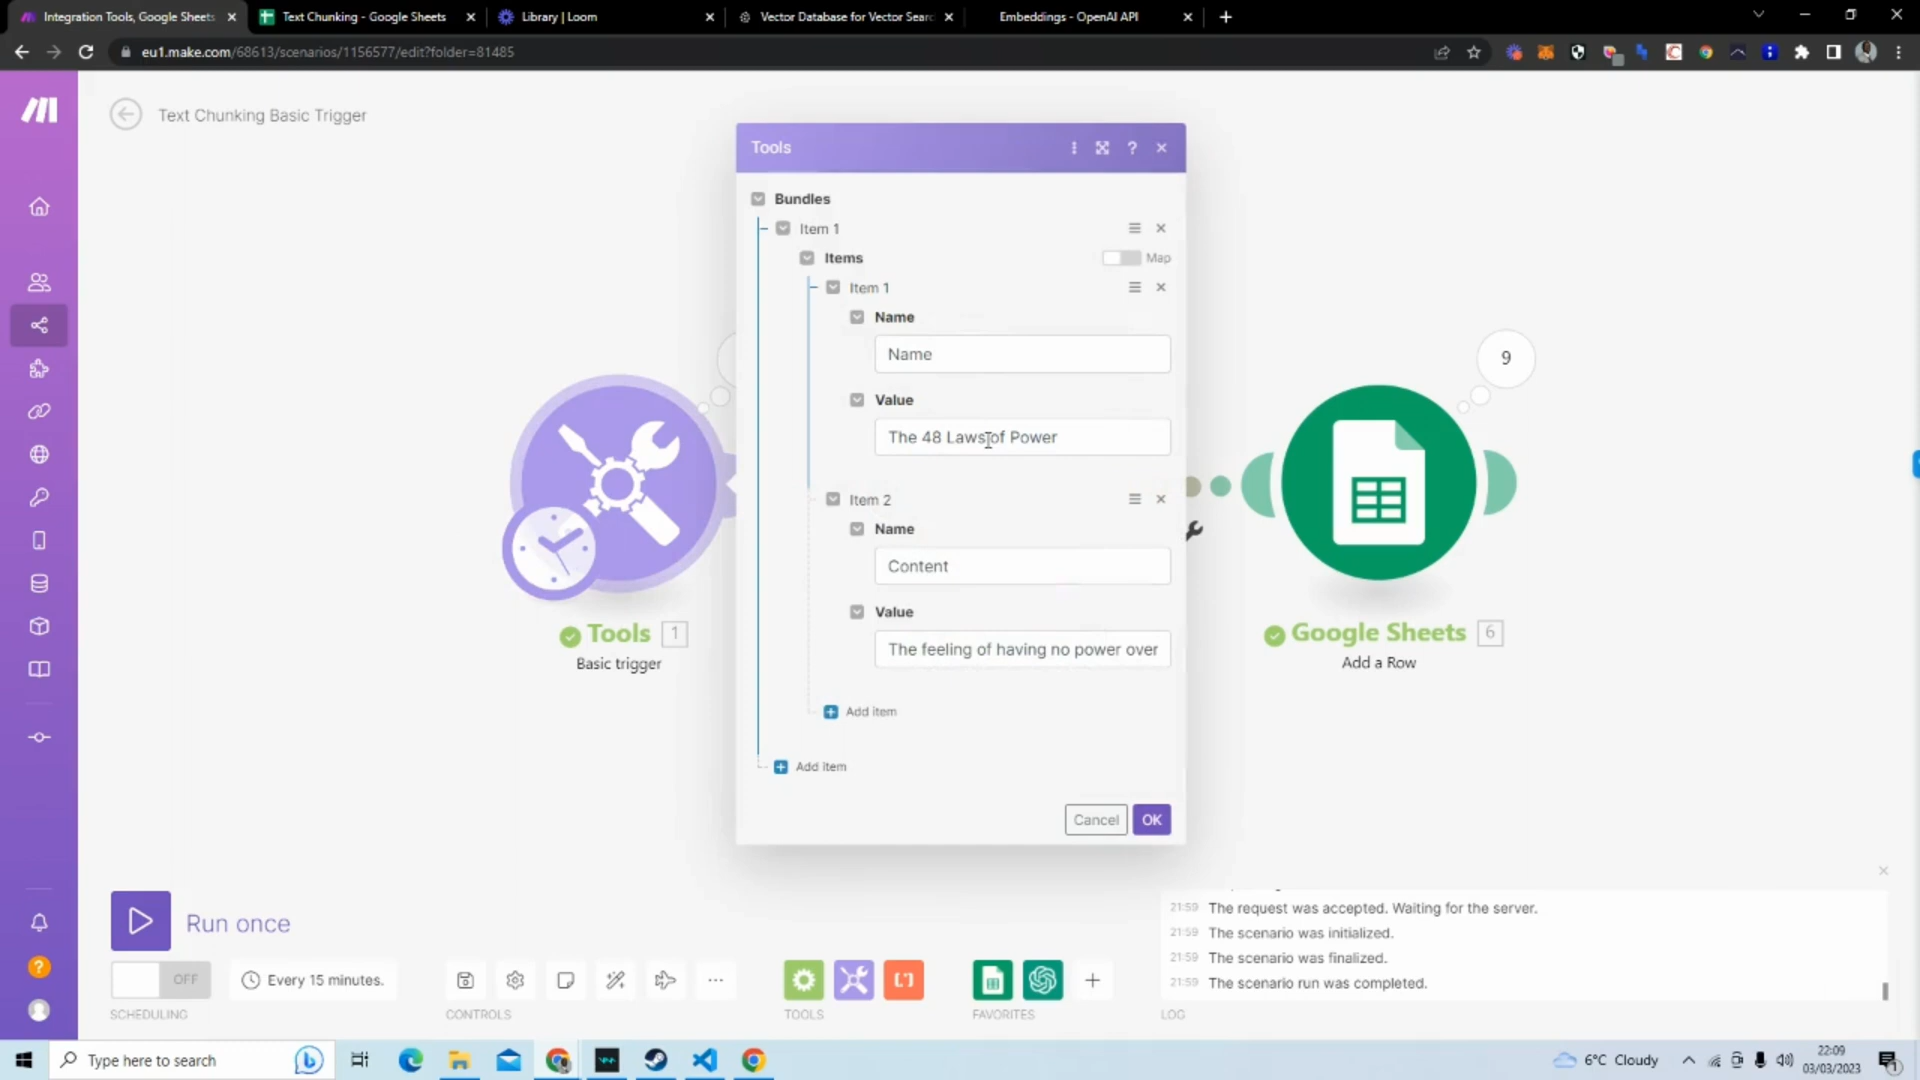 Integration Tools, Google Sheets
Text Chunking - Google Sheets
Library | Loom
Vector Database for Vector Searc
Embeddings - OpenAI API
eu1.make.com/68613/scenarios/1156577/edit?folder=81485
Text Chunking Basic Trigger
Tools
Bundles
Item 1
Items
Map
Item 1
Name
Name
Value
The 48 Laws of Power
Item 2
Name
Content
Value
The feeling of having no power over
Add item
Add item
Cancel
OK
Tools 1
Basic trigger
9
Google Sheets 6
Add a Row
Run once
OFF
Every 15 minutes.
SCHEDULING
CONTROLS
TOOLS
FAVORITES
LOG
21:59 The request was accepted. Waiting for the server.
21:59 The scenario was initialized.
21:59 The scenario was finalized.
21:59 The scenario run was completed.
Type here to search
6°C Cloudy
22:09
03/03/2023